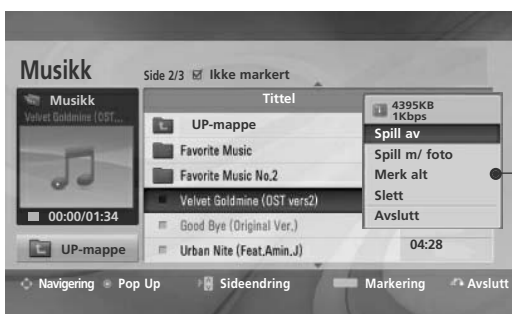 Musikk
Side 2/3 Ikke markert
Musikk
Velvet Goldmine (OST...
00:00/01:34
UP-mappe
Tittel
UP-mappe
Favorite Music
Favorite Music No.2
Velvet Goldmine (OST vers2)
Good Bye (Original Ver.)
Urban Nite (Feat.Amin.J)
04:28
4395KB
1Kbps
Spill av
Spill m/ foto
Merk alt
Slett
Avslutt
Navigering Pop Up Sideendring Markering Avslutt